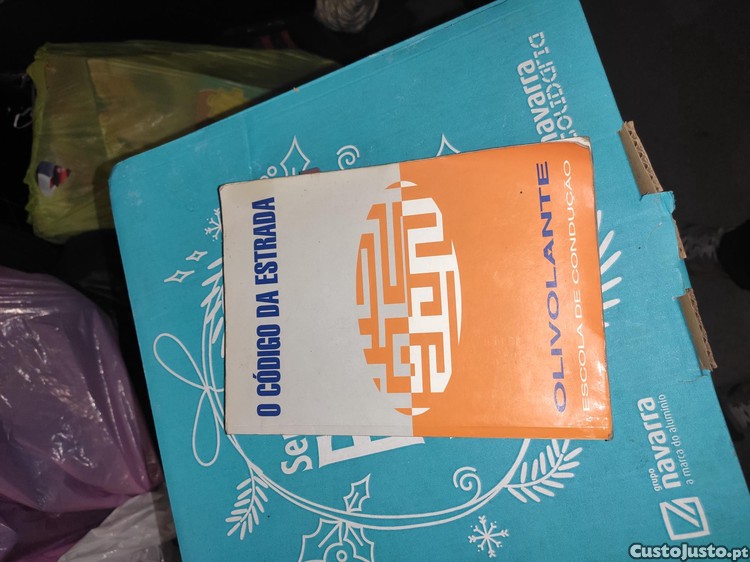 O CÓDIGO DA ESTRADA
OLIVOLANTE
ESCOLA DE CONDUÇÃO
navarra
grupo
navarra
a marca do alumínio
CustoJusto.pt